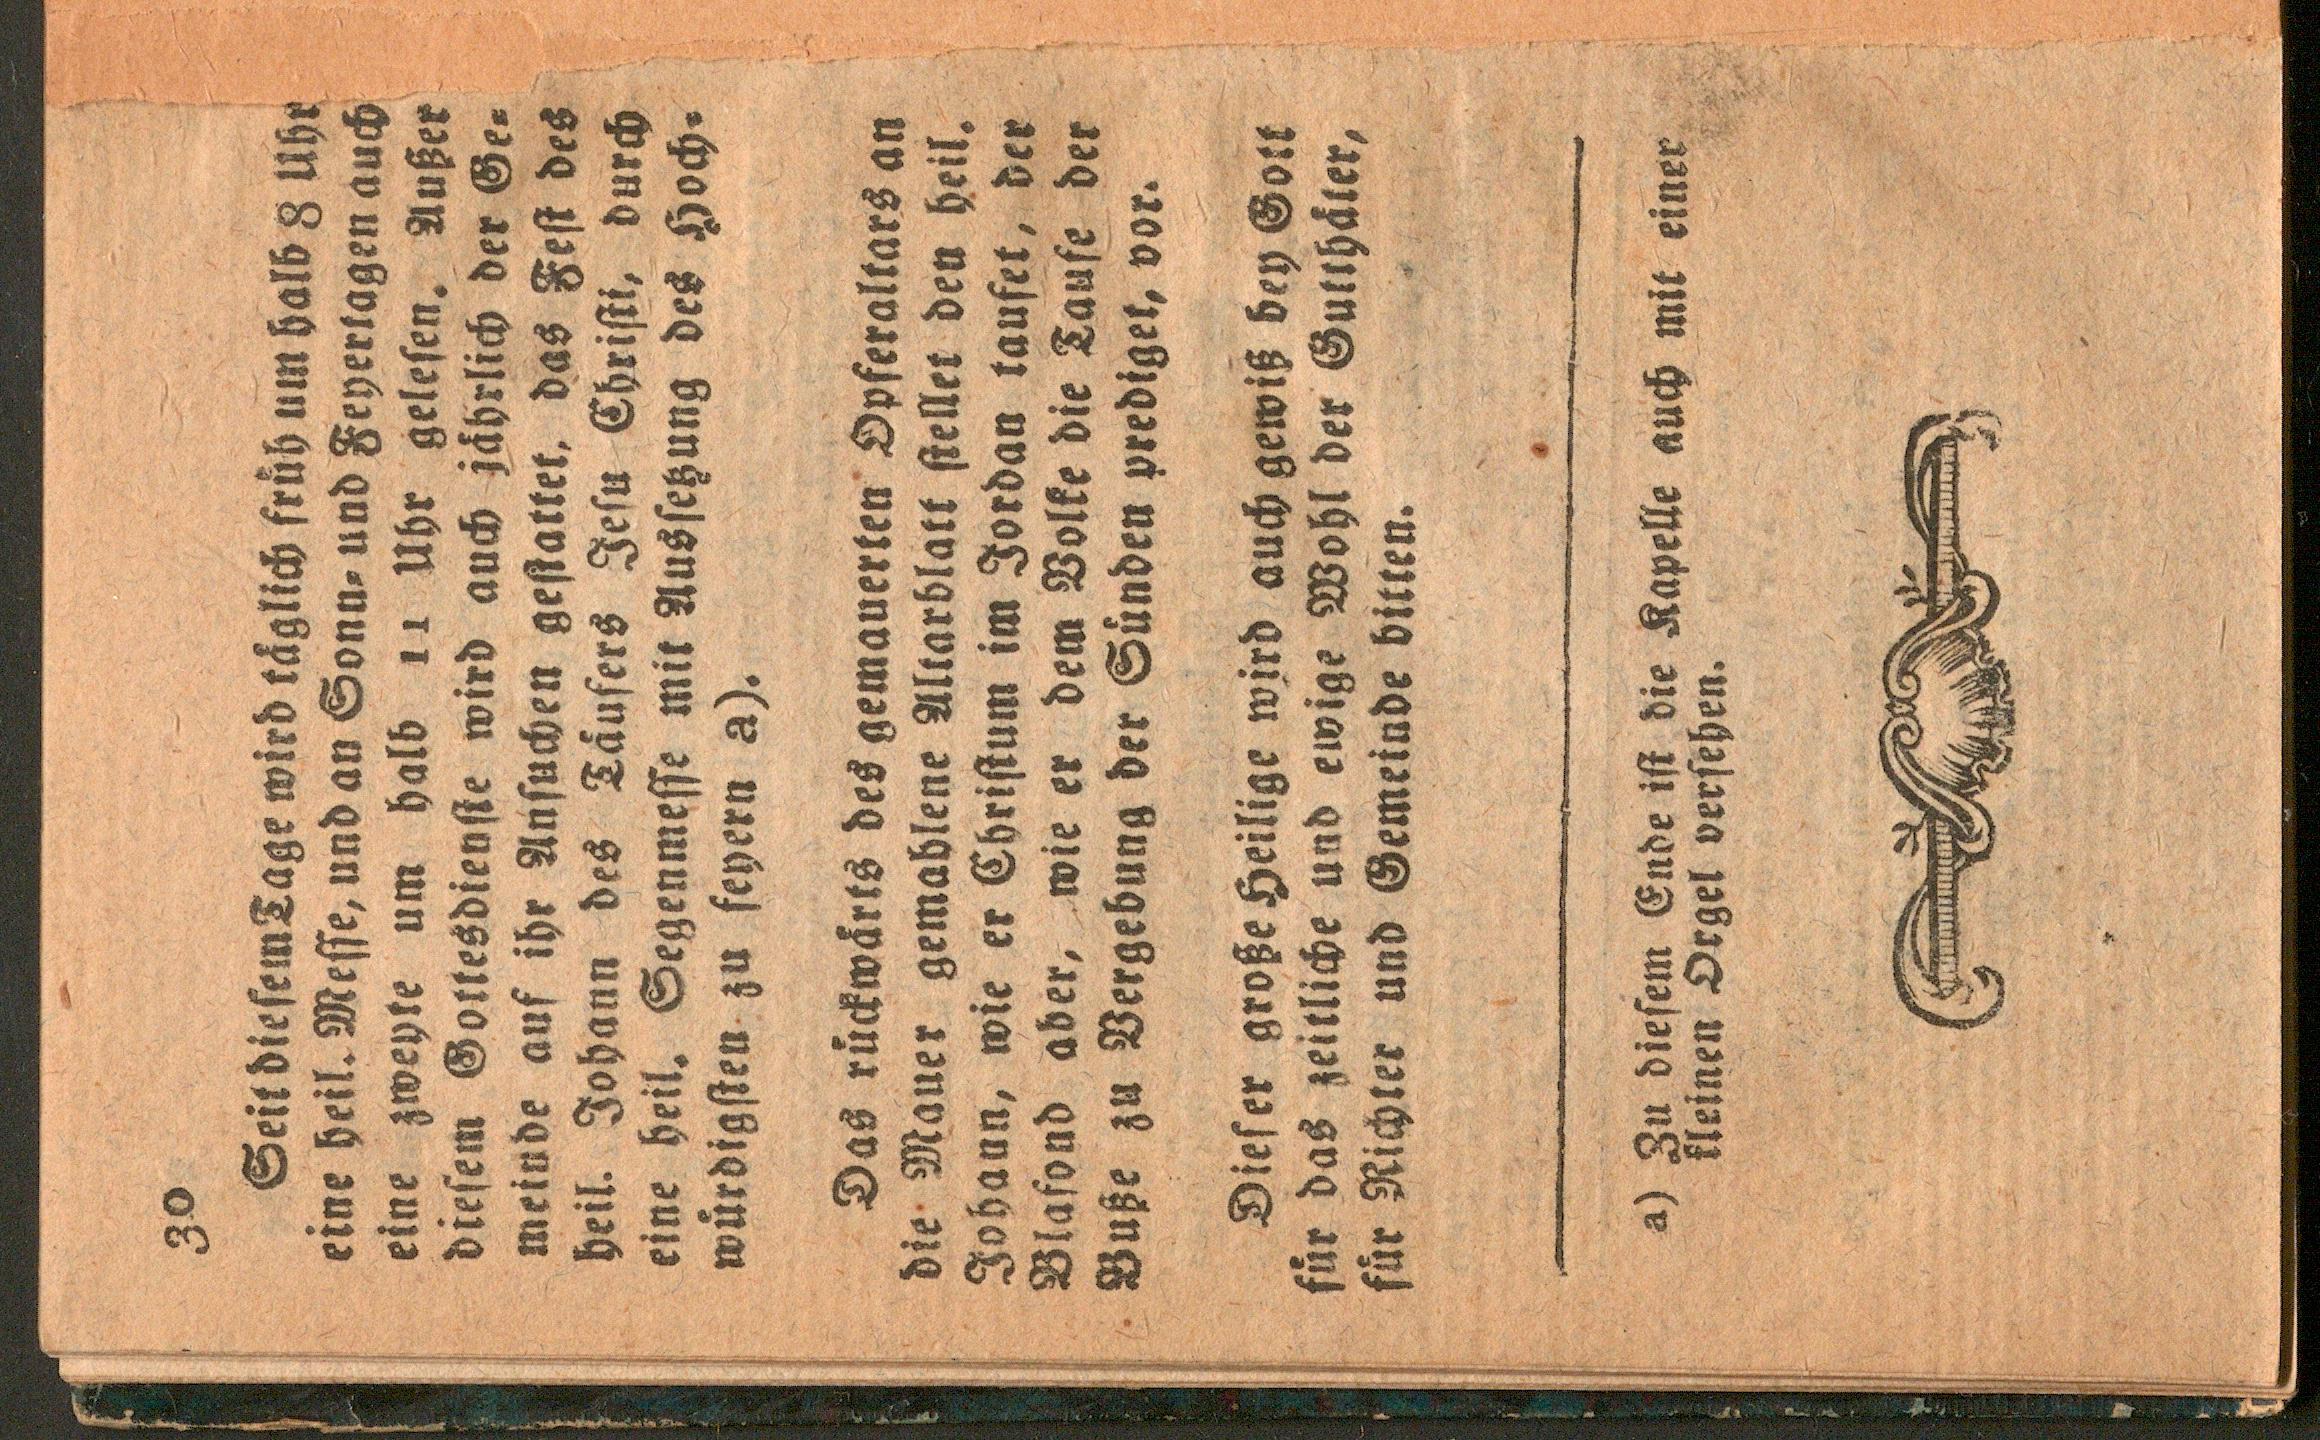 30
Seit dieſem Tage wird täglich früh um halb 8 Uhr
eine heil. Meſſe, und an Sonn- und Feyertagen auch
eine zweyte um halb 11 Uhr geleſen. Außer
dieſem Gottesdienſte wird auch jährlich der Ge-
meinde auf ihr Anſuchen geſtattet, das Feſt des
heil. Johann des Täufers Jeſu Chriſti, durch
eine heil. Segenmeſſe mit Ausſetzung des Hoch-
würdigſten zu feyern a).
Das rückwärts des gemauerten Opferaltars an
die Mauer gemahlene Altarblatt ſtellet den heil.
Johann, wie er Chriſtum im Jordan taufet, der
Blafond aber, wie er dem Volke die Taufe der
Buße zu Vergebung der Sünden prediget, vor.
Dieſer große Heilige wird auch gewiß bey Gott
für das zeitliche und ewige Wohl der Gutthäter,
für Richter und Gemeinde bitten.
a) Zu dieſem Ende iſt die Kapelle auch mit einer
kleinen Orgel verſehen.